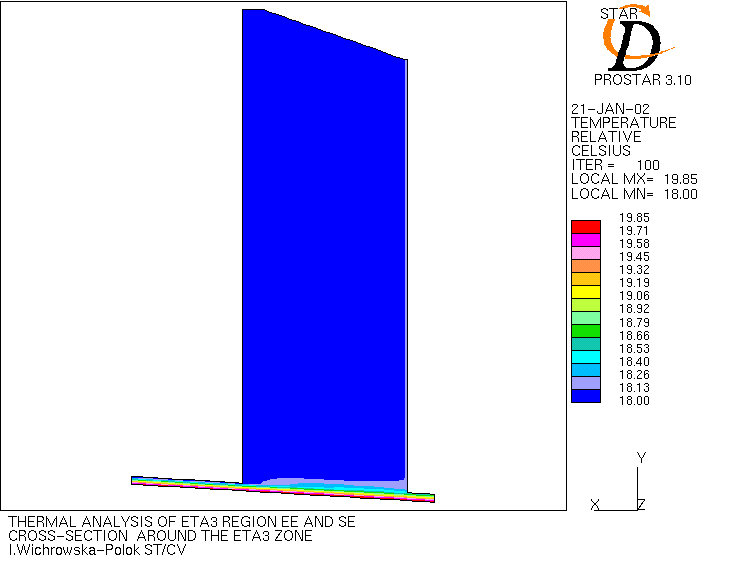 STAR
CD
PROSTAR 3.10
21-JAN-02
TEMPERATURE
RELATIVE
CELSIUS
ITER = 100
LOCAL MX= 19.85
LOCAL MN= 18.00
19.85
19.71
19.58
19.45
19.32
19.19
19.06
18.92
18.79
18.66
18.53
18.40
18.26
18.13
18.00
Y
X Z
THERMAL ANALYSIS OF ETA3 REGION EE AND SE
CROSS-SECTION AROUND THE ETA3 ZONE
I.Wichrowska-Polok ST/CV